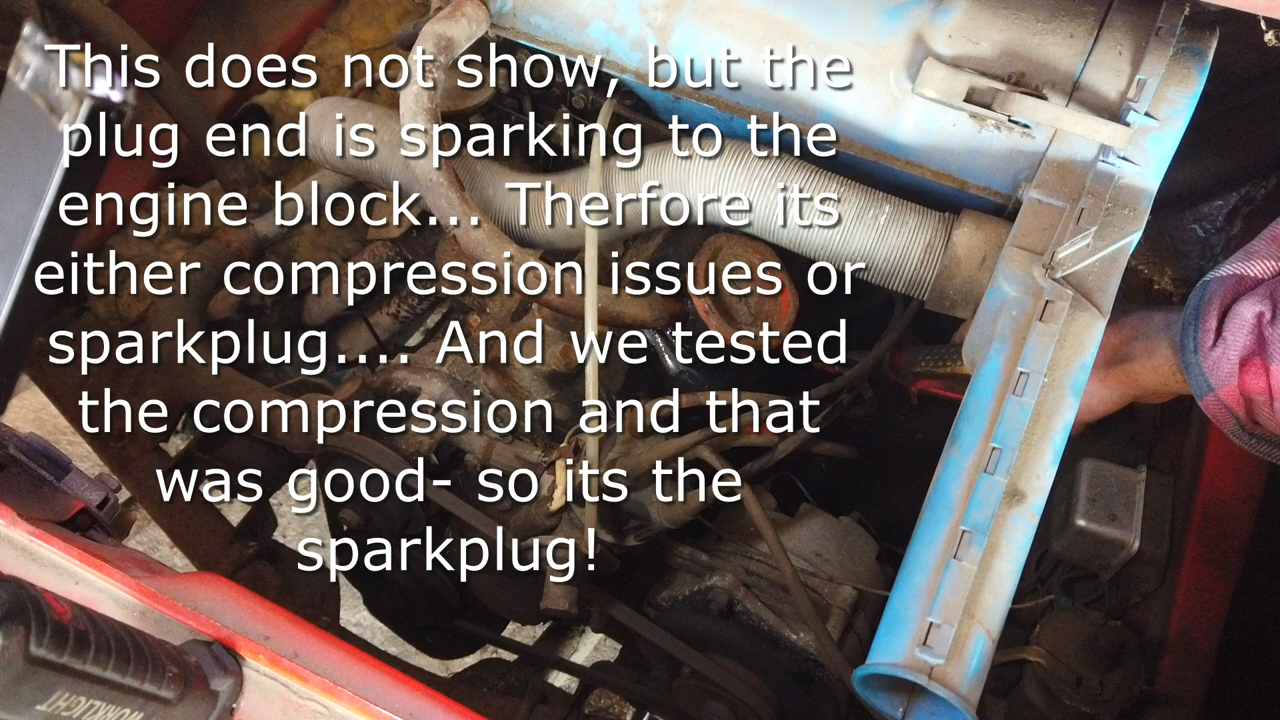 This does not show, but the
plug end is sparking to the
engine block... Therfore its
either compression issues or
sparkplug.... And we tested
the compression and that
was good- so its the
sparkplug!
WORKLIGHT